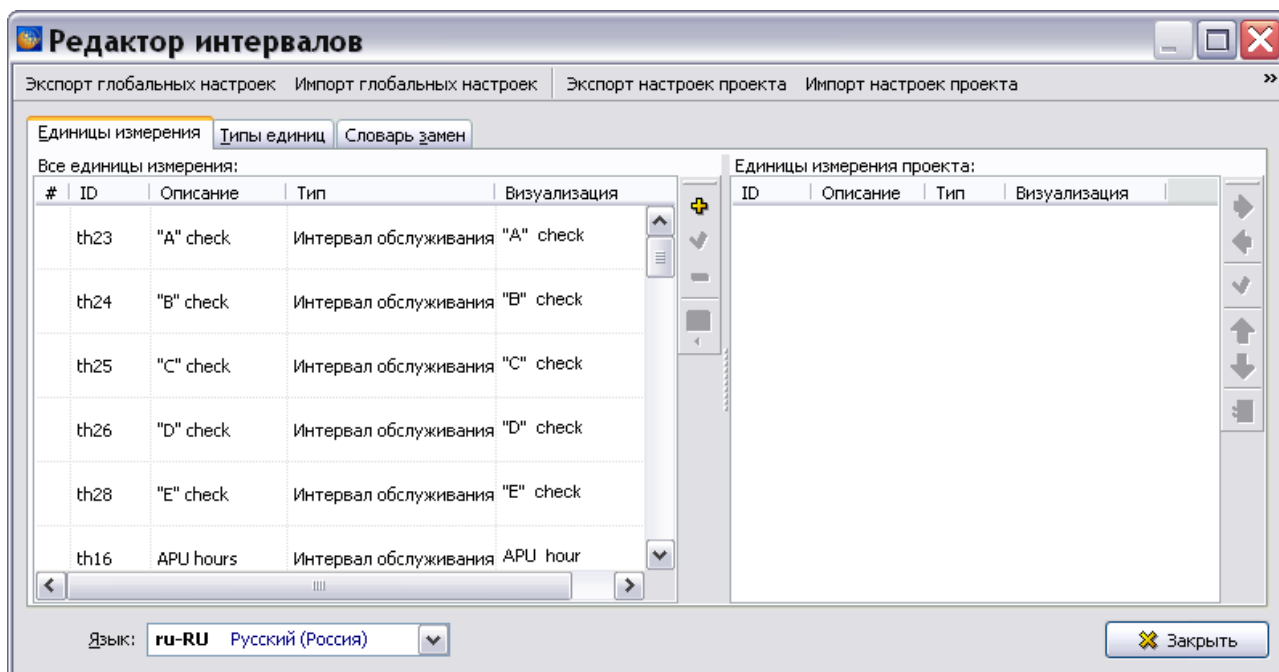 Редактор интервалов
Экспорт глобальных настроек Импорт глобальных настроек Экспорт настроек проекта Импорт настроек проекта »
Единицы измерения Типы единиц Словарь замен
Все единицы измерения: Единицы измерения проекта:
# ID Описание Тип Визуализация ID Описание Тип Визуализация
th23 "A" check Интервал обслуживания "A" check
th24 "B" check Интервал обслуживания "B" check
th25 "C" check Интервал обслуживания "C" check
th26 "D" check Интервал обслуживания "D" check
th28 "E" check Интервал обслуживания "E" check
th16 APU hours Интервал обслуживания APU hour
Язык: ru-RU Русский (Россия) Закрыть